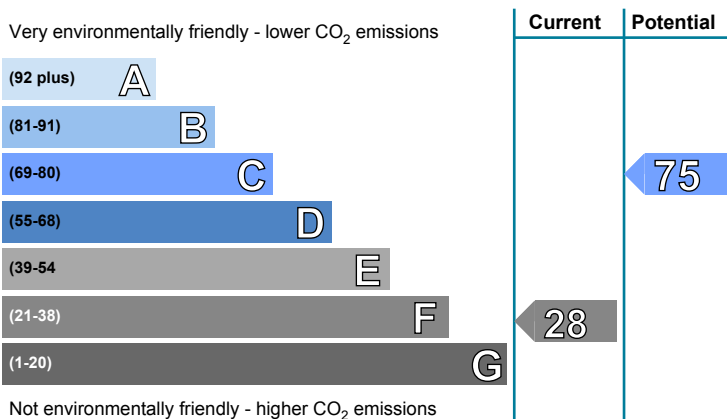 Current Potential
Very environmentally friendly - lower CO2 emissions
(92 plus) A
(81-91) B
(69-80) C 75
(55-68) D
(39-54 E
(21-38) F 28
(1-20) G
Not environmentally friendly - higher CO2 emissions